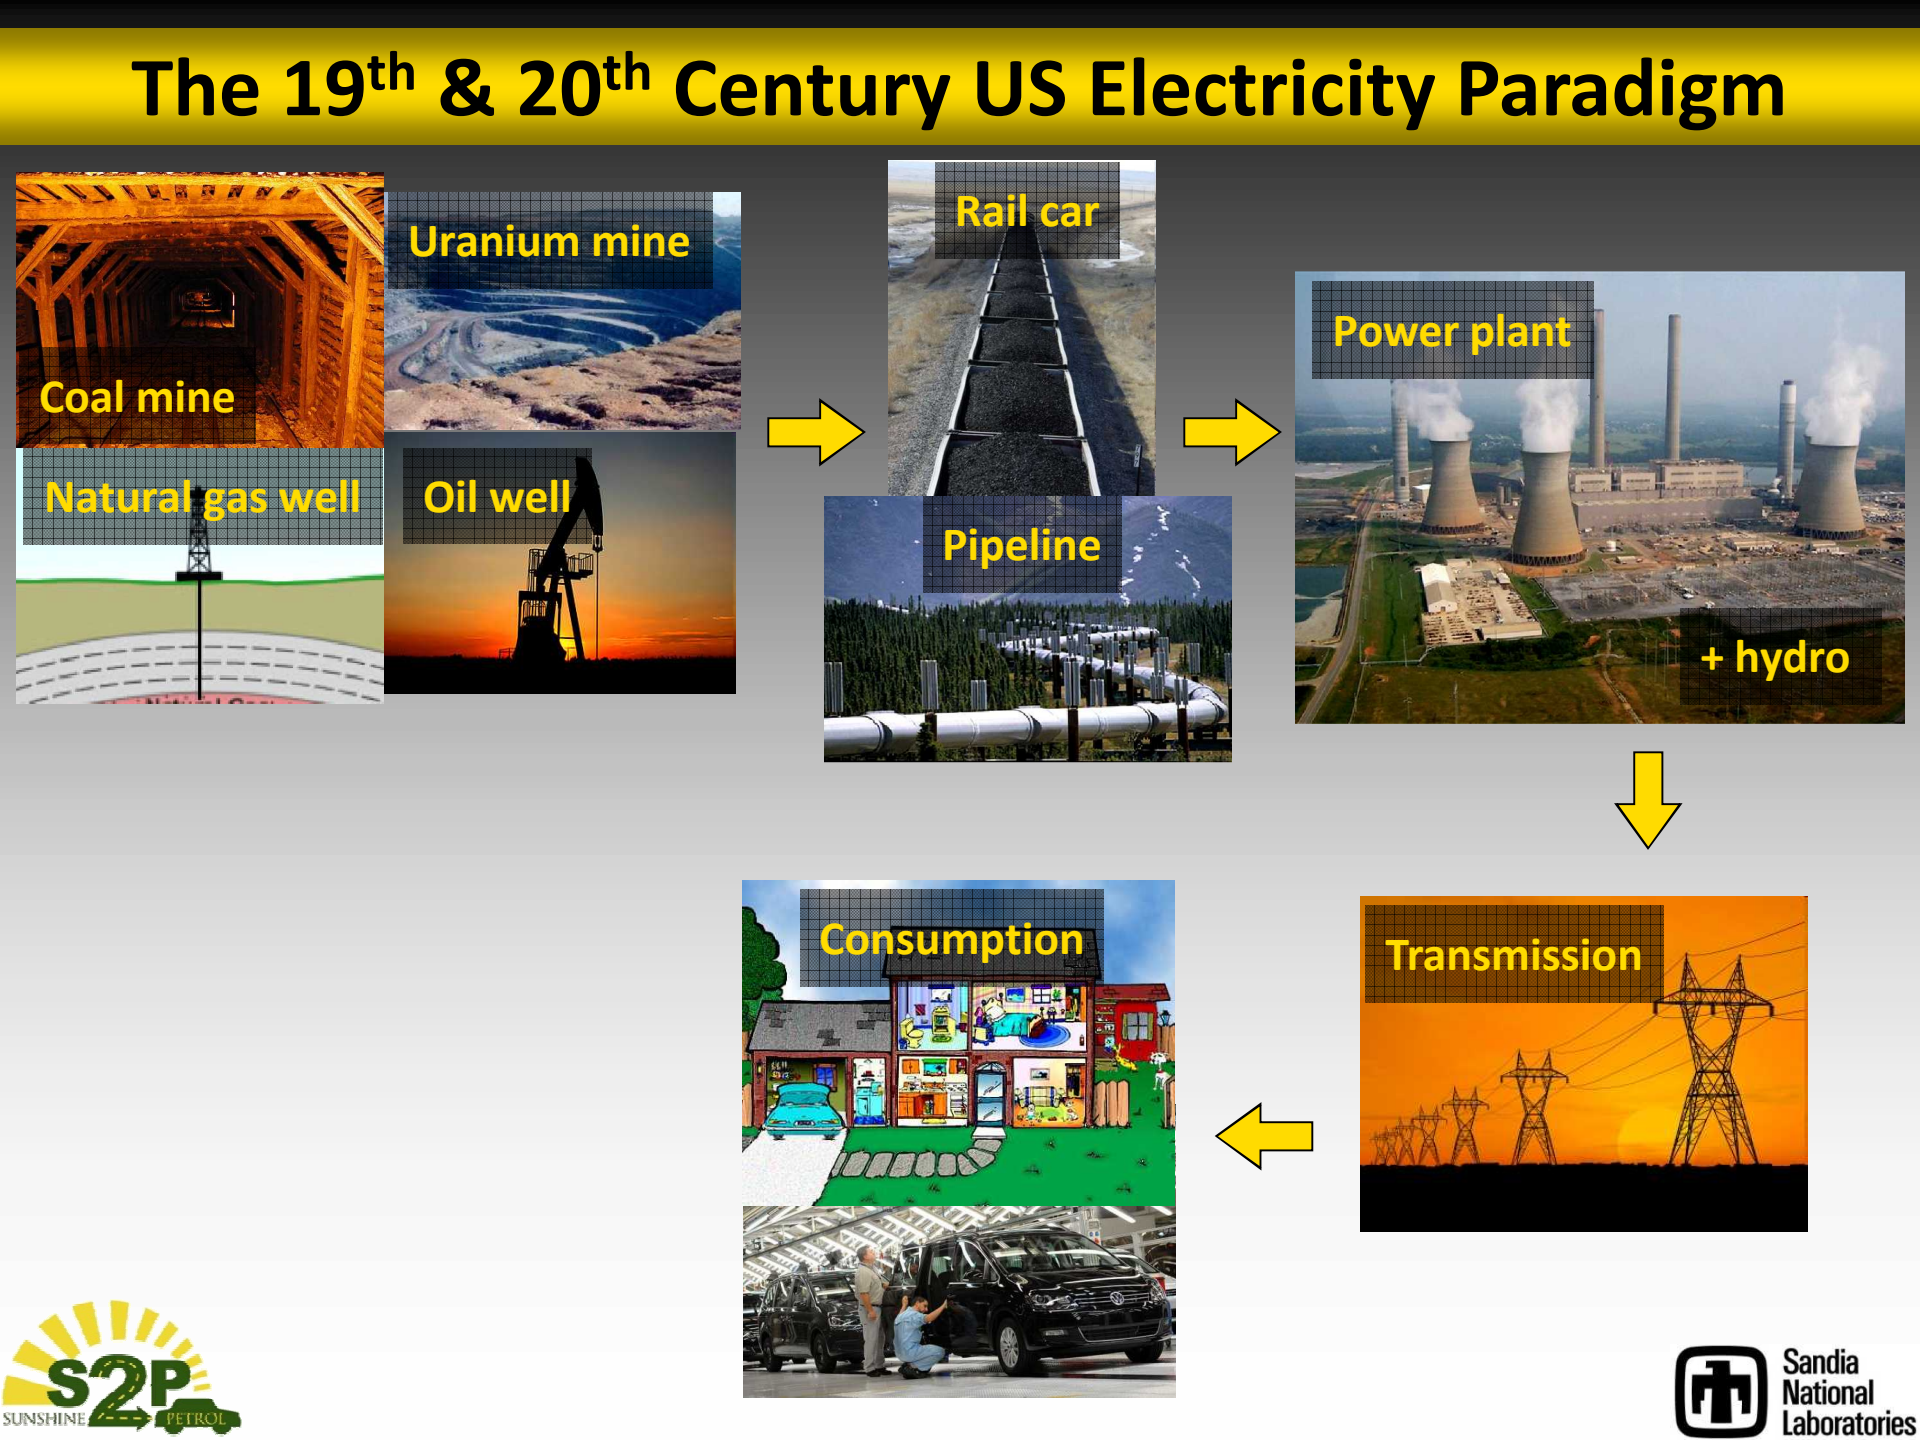 The 19th & 20th Century US Electricity Paradigm
Coal mine
Uranium mine
Natural gas well
Oil well
Rail car
Pipeline
Power plant
+ hydro
Transmission
Consumption
S2P
SUNSHINE PETROL
Sandia
National
Laboratories